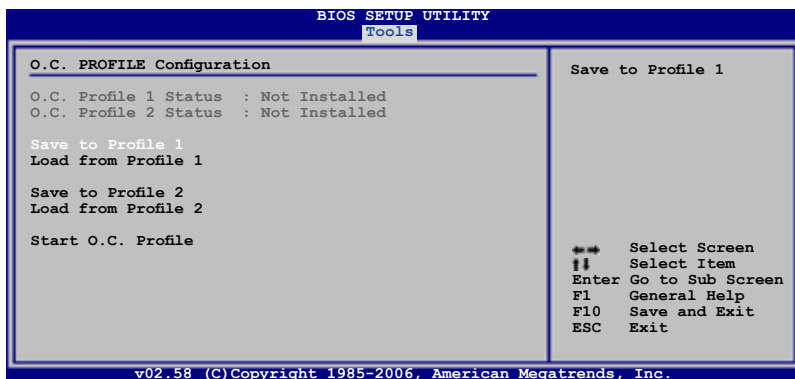 BIOS SETUP UTILITY
Tools
O.C. PROFILE Configuration
O.C. Profile 1 Status : Not Installed
O.C. Profile 2 Status : Not Installed
Save to Profile 1
Load from Profile 1
Save to Profile 2
Load from Profile 2
Start O.C. Profile
Save to Profile 1
Select Screen
Select Item
Enter Go to Sub Screen
F1 General Help
F10 Save and Exit
ESC Exit
v02.58 (C)Copyright 1985-2006, American Megatrends, Inc.